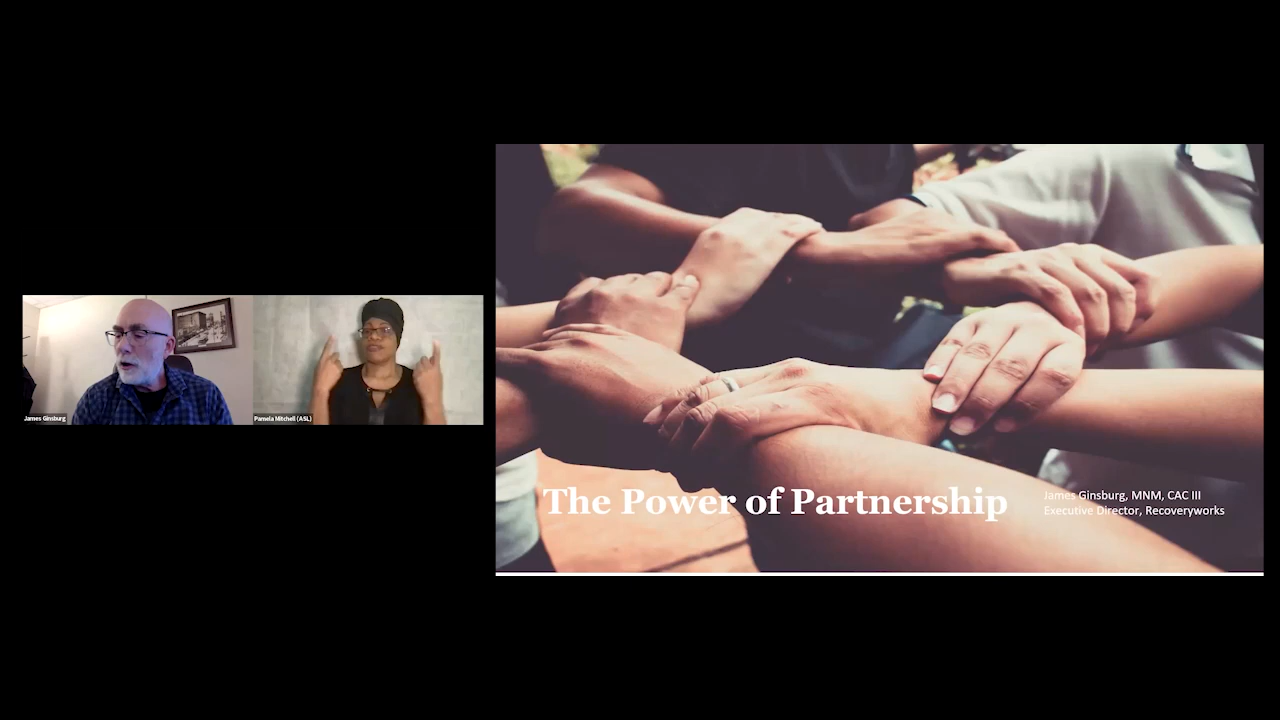 James Ginsburg
Pamela Mitchell (ASL)
The Power of Partnership
James Ginsburg, MNM, CAC III
Executive Director, Recoveryworks